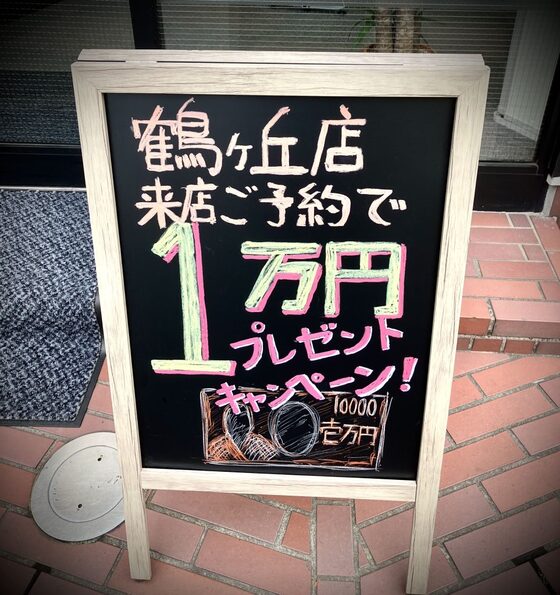 鶴ヶ丘店
来店ご予約で
1万円
プレゼント
キャンペーン!
10000
壱万円